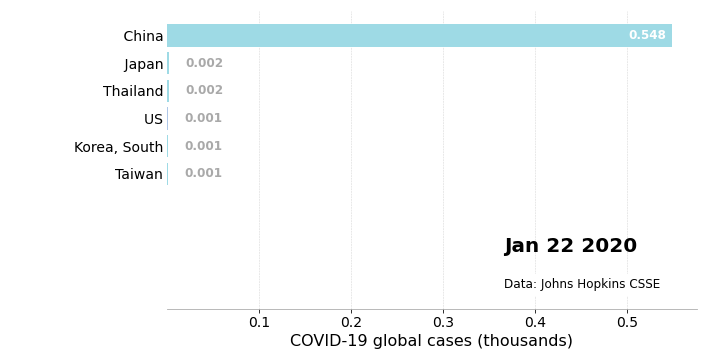 China 0.548
Japan 0.002
Thailand 0.002
US 0.001
Korea, South 0.001
Taiwan 0.001
Jan 22 2020
Data: Johns Hopkins CSSE
0.1 0.2 0.3 0.4 0.5
COVID-19 global cases (thousands)